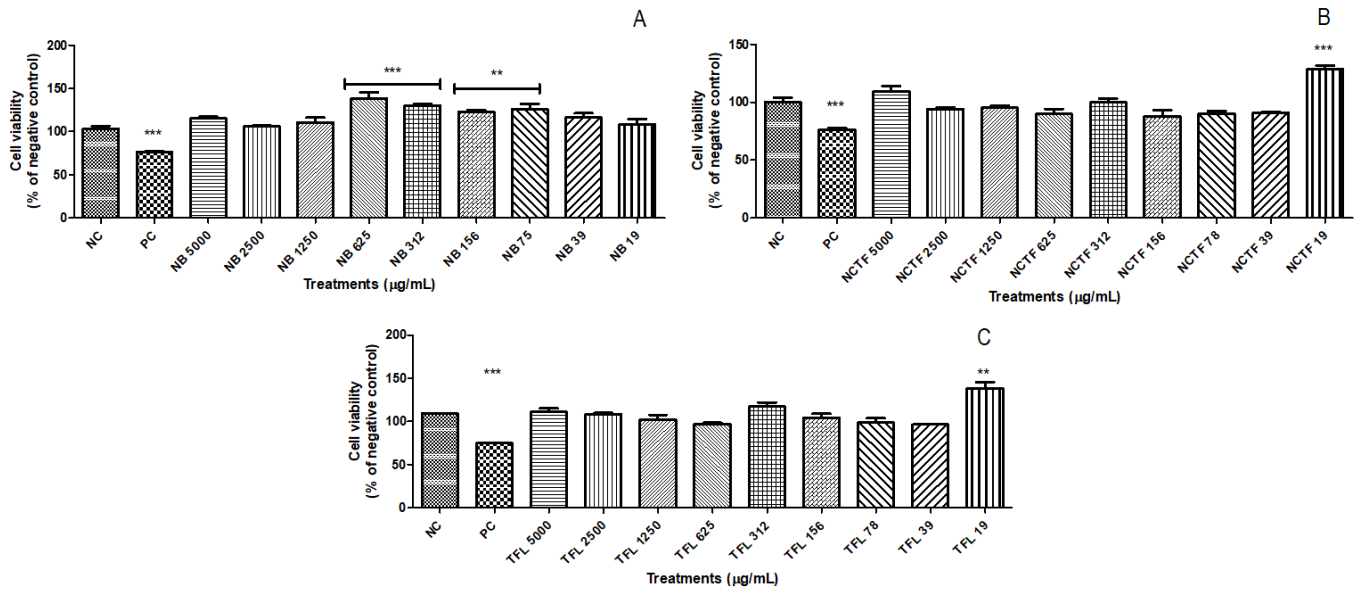 A
Cell viability
(% of negative control)
200
150
100
50
0
***
***
**
NC
PC
NB 5000
NB 2500
NB 1250
NB 625
NB 312
NB 156
NB 75
NB 39
NB 19
Treatments (µg/mL)
B
Cell viability
(% of negative control)
150
100
50
0
***
***
NC
PC
NCTF 5000
NCTF 2500
NCTF 1250
NCTF 625
NCTF 312
NCTF 156
NCTF 78
NCTF 39
NCTF 19
Treatments (µg/mL)
C
Cell viability
(% of negative control)
200
150
100
50
0
***
**
NC
PC
TFL 5000
TFL 2500
TFL 1250
TFL 625
TFL 312
TFL 156
TFL 78
TFL 39
TFL 19
Treatments (µg/mL)